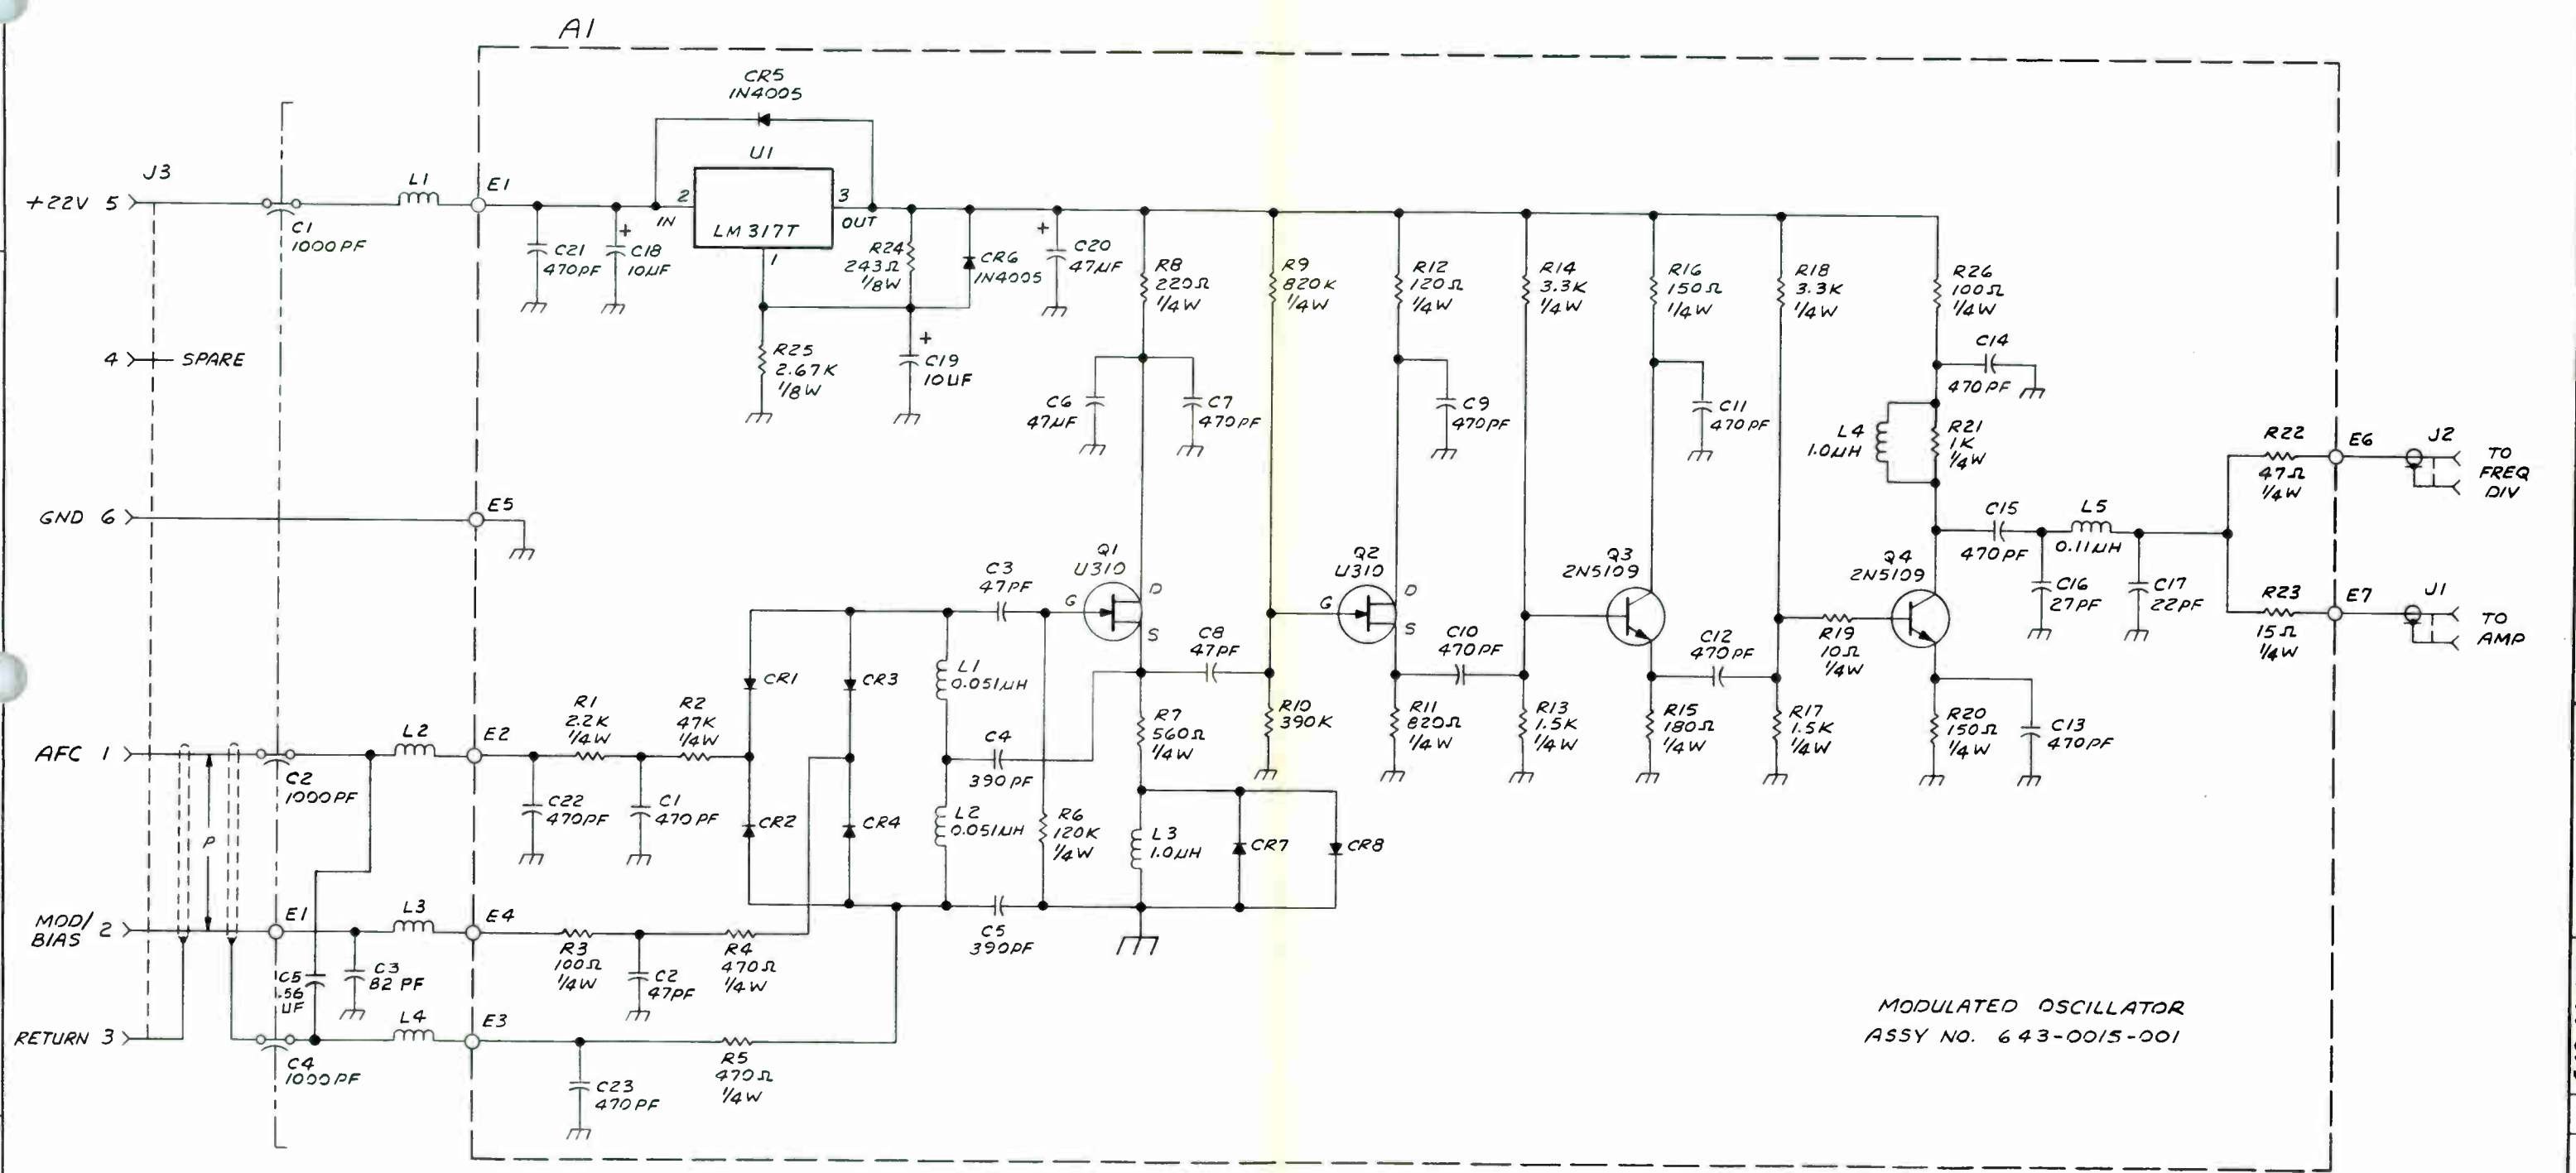 A1
CR5
1N4005
J3
U1
+22V 5
L1
E1
2
IN
LM317T
3
OUT
1
C1
1000PF
C21
470PF
+
C18
10µF
R24
243Ω
1/8W
CR6
1N4005
+
C20
47µF
R8
220Ω
1/4W
R9
820K
1/4W
R12
120Ω
1/4W
R14
3.3K
1/4W
R16
150Ω
1/4W
R18
3.3K
1/4W
R26
100Ω
1/4W
4
SPARE
R25
2.67K
1/8W
+
C19
10UF
C6
47µF
C7
470PF
C9
470PF
C11
470PF
C14
470PF
L4
1.0µH
R21
1K
1/4W
R22
47Ω
1/4W
E6
J2
TO
FREQ
DIV
GND 6
E5
C15
470PF
L5
0.11µH
C16
27PF
C17
22PF
R23
15Ω
1/4W
E7
J1
TO
AMP
C3
47PF
Q1
U310
G
D
S
C8
47PF
Q2
U310
G
D
S
C10
470PF
Q3
2N5109
C12
470PF
R19
10Ω
1/4W
Q4
2N5109
CR1
CR3
L1
0.051µH
R1
2.2K
1/4W
R2
47K
1/4W
C4
390PF
R7
560Ω
1/4W
R10
390K
R11
820Ω
1/4W
R13
1.5K
1/4W
R15
180Ω
1/4W
R17
1.5K
1/4W
R20
150Ω
1/4W
C13
470PF
AFC 1
C2
1000PF
L2
E2
C22
470PF
C1
470PF
CR2
CR4
L2
0.051µH
R6
120K
1/4W
L3
1.0µH
CR7
CR8
P
MOD/
BIAS 2
E1
L3
E4
R3
100Ω
1/4W
C2
47PF
R4
470Ω
1/4W
C5
390PF
C5
.56
UF
C3
82PF
RETURN 3
C4
1000PF
L4
E3
C23
470PF
R5
470Ω
1/4W
MODULATED OSCILLATOR
ASSY NO. 643-0015-001